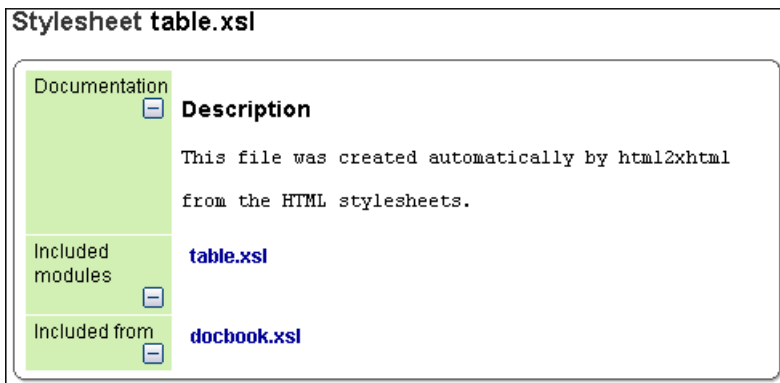 Stylesheet table.xsl
Documentation
Description
This file was created automatically by html2xhtml
from the HTML stylesheets.
Included
modules
table.xsl
Included from
docbook.xsl